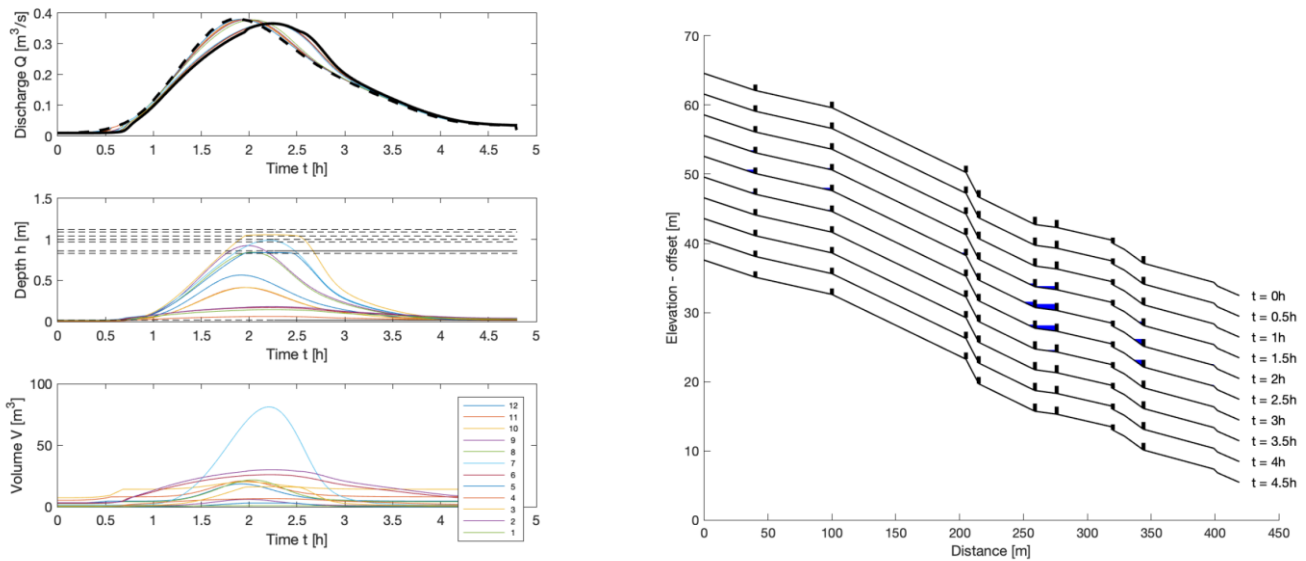 0.4
0.3
0.2
0.1
0
Discharge Q [m³/s]
0 0.5 1 1.5 2 2.5 3 3.5 4 4.5 5
Time t [h]
1.5
1
0.5
0
Depth h [m]
0 0.5 1 1.5 2 2.5 3 3.5 4 4.5 5
Time t [h]
100
50
0
Volume V [m³]
0 0.5 1 1.5 2 2.5 3 3.5 4 4.5 5
Time t [h]
12
11
10
9
8
7
6
5
4
3
2
1
70
60
50
40
30
20
10
0
Elevation - offset [m]
0 50 100 150 200 250 300 350 400 450
Distance [m]
t = 0h
t = 0.5h
t = 1h
t = 1.5h
t = 2h
t = 2.5h
t = 3h
t = 3.5h
t = 4h
t = 4.5h